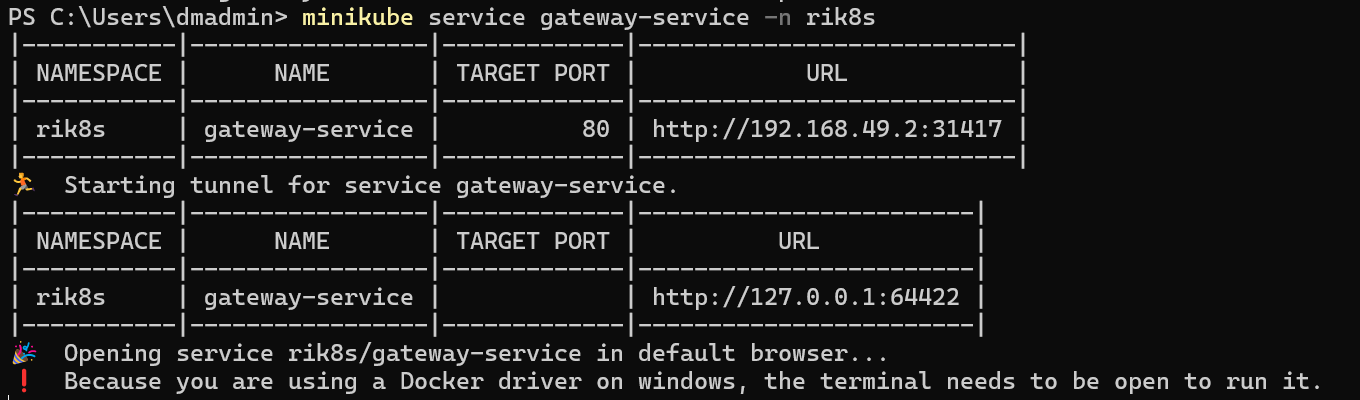 PS C:\Users\dmadmin> minikube service gateway-service -n rik8s
|-----------|-----------------|-------------|---------------------------|
| NAMESPACE |      NAME       | TARGET PORT |            URL            |
|-----------|-----------------|-------------|---------------------------|
| rik8s     | gateway-service |          80 | http://192.168.49.2:31417 |
|-----------|-----------------|-------------|---------------------------|
🏃  Starting tunnel for service gateway-service.
|-----------|-----------------|-------------|------------------------|
| NAMESPACE |      NAME       | TARGET PORT |          URL           |
|-----------|-----------------|-------------|------------------------|
| rik8s     | gateway-service |             | http://127.0.0.1:64422 |
|-----------|-----------------|-------------|------------------------|
🎉  Opening service rik8s/gateway-service in default browser...
❗  Because you are using a Docker driver on windows, the terminal needs to be open to run it.